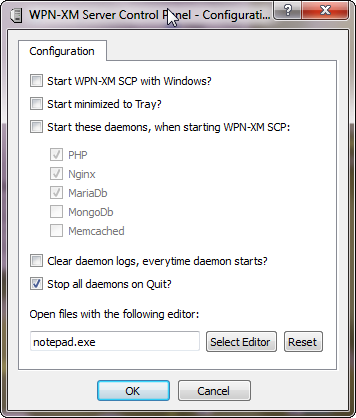 WPN-XM Server Control Panel - Configurati...
Configuration
Start WPN-XM SCP with Windows?
Start minimized to Tray?
Start these daemons, when starting WPN-XM SCP:
PHP
Nginx
MariaDb
MongoDb
Memcached
Clear daemon logs, everytime daemon starts?
Stop all daemons on Quit?
Open files with the following editor:
notepad.exe Select Editor Reset
OK Cancel